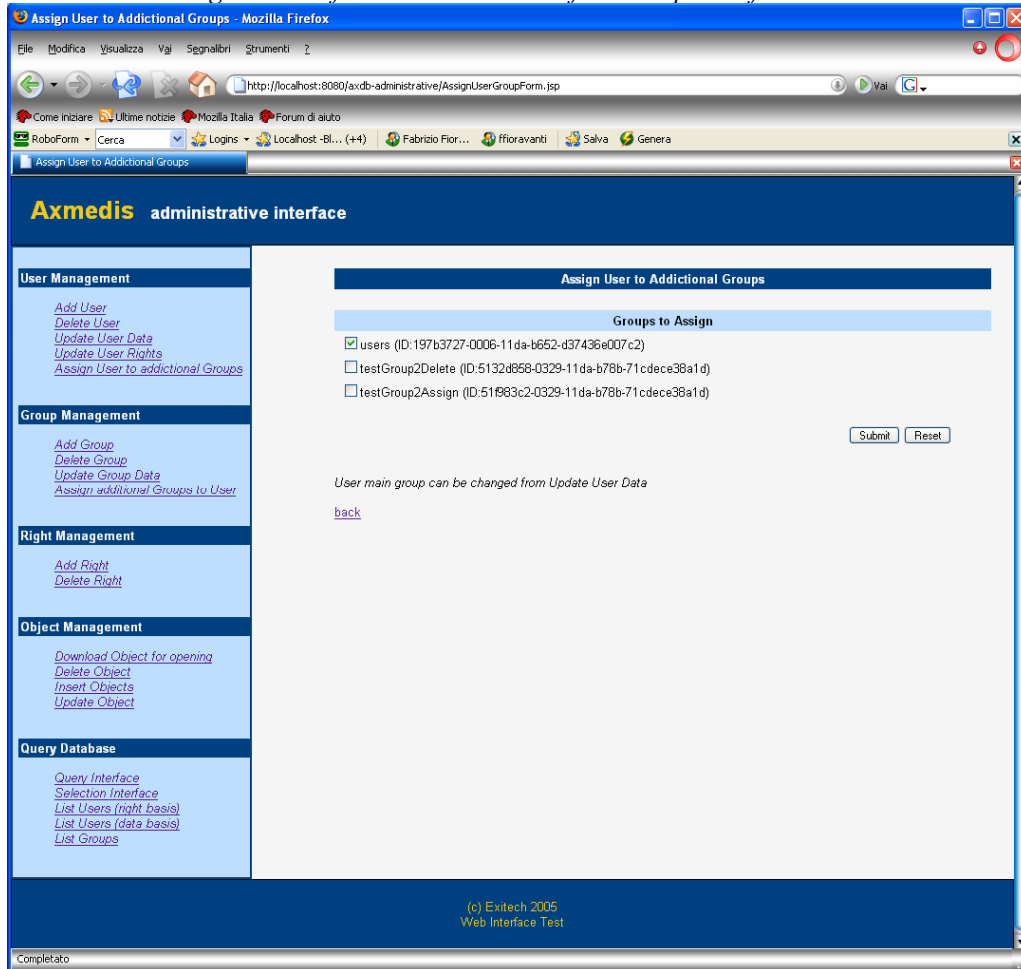 Assign User to Addictional Groups - Mozilla Firefox
File Modifica Visualizza Vai Segnalibri Strumenti ?
http://localhost:8080/axdb-administrative/AssignUserGroupForm.jsp Vai G
Come iniziare Ultime notizie Mozilla Italia Forum di aiuto
RoboForm Cerca Logins Localhost -Bl... (+4) Fabrizio Fior... ffioravanti Salva Genera
Assign User to Addictional Groups
Axmedis administrative interface
User Management
Add User
Delete User
Update User Data
Update User Rights
Assign User to addictional Groups
Group Management
Add Group
Delete Group
Update Group Data
Assign additional Groups to User
Right Management
Add Right
Delete Right
Object Management
Download Object for opening
Delete Object
Insert Objects
Update Object
Query Database
Query Interface
Selection Interface
List Users (right basis)
List Users (data basis)
List Groups
Assign User to Addictional Groups
Groups to Assign
users (ID:197b3727-0006-11da-b652-d37436e007c2)
testGroup2Delete (ID:5132d858-0329-11da-b78b-71cdece38a1d)
testGroup2Assign (ID:51f983c2-0329-11da-b78b-71cdece38a1d)
Submit Reset
User main group can be changed from Update User Data
back
(c) Exitech 2005
Web Interface Test
Completato